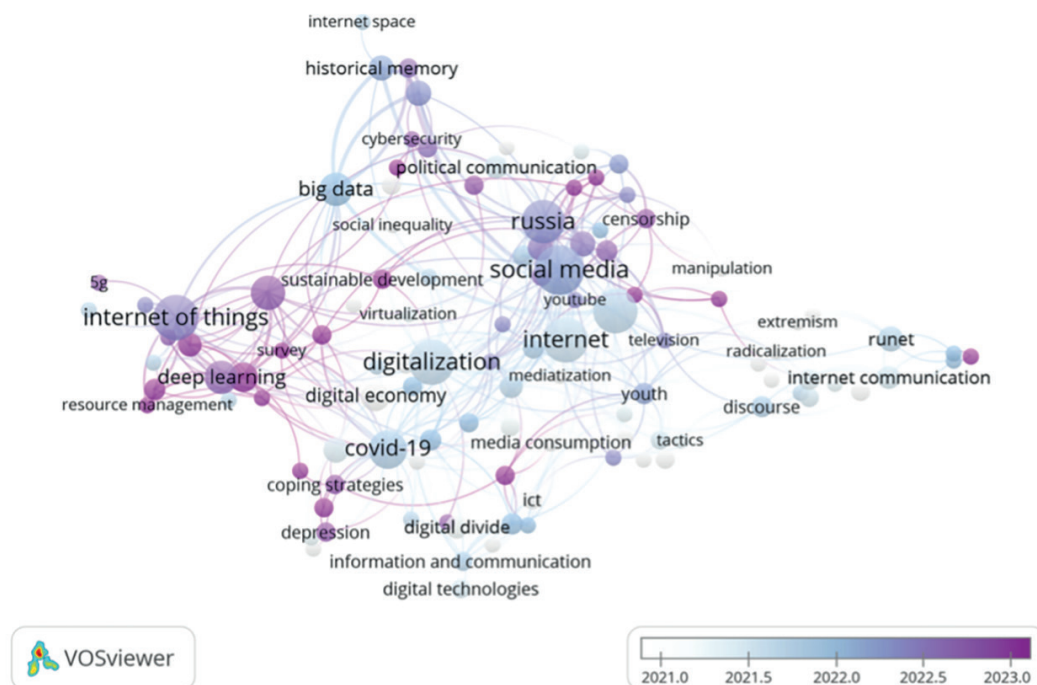 internet space
historical memory
cybersecurity
political communication
big data
social inequality
russia
censorship
social media
manipulation
5g
sustainable development
youtube
internet of things
virtualization
extremism
internet
television
runet
survey
radicalization
digitalization
deep learning
mediatization
internet communication
digital economy
youth
resource management
discourse
covid-19
media consumption
tactics
coping strategies
ict
depression
digital divide
information and communication
digital technologies
VOSviewer
2021.0 2021.5 2022.0 2022.5 2023.0